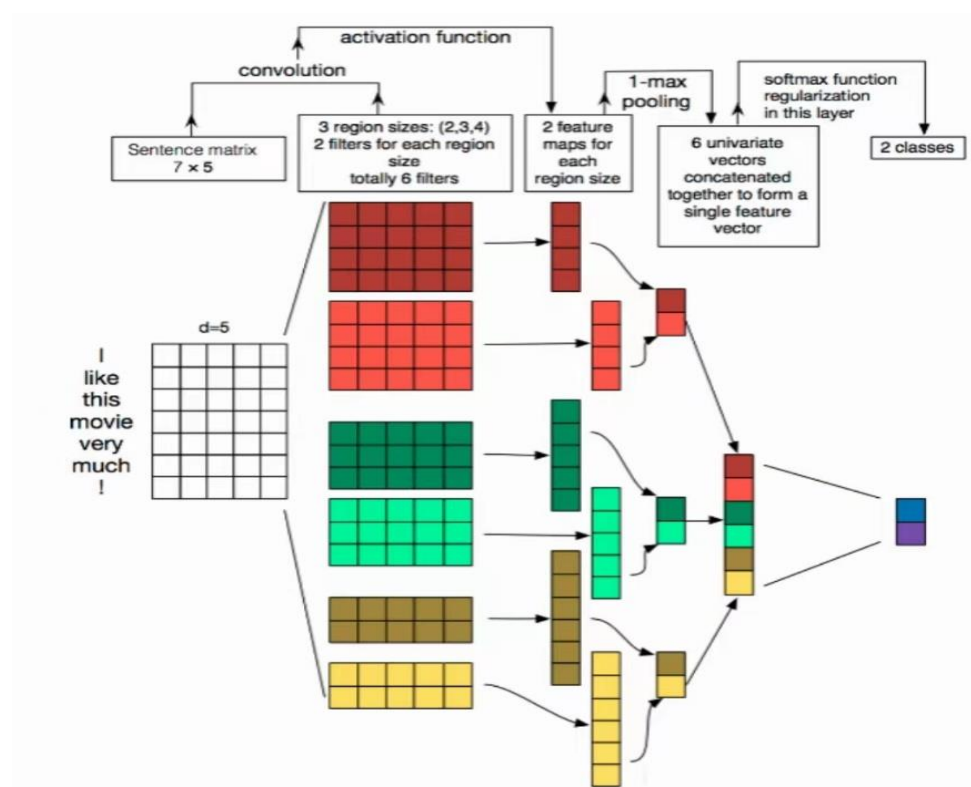 activation function
convolution
1-max
pooling
softmax function
regularization
in this layer
Sentence matrix
7 × 5
3 region sizes: (2,3,4)
2 filters for each region
size
totally 6 filters
2 feature
maps for
each
region size
6 univariate
vectors
concatenated
together to form a
single feature
vector
2 classes
d=5
I
like
this
movie
very
much
!